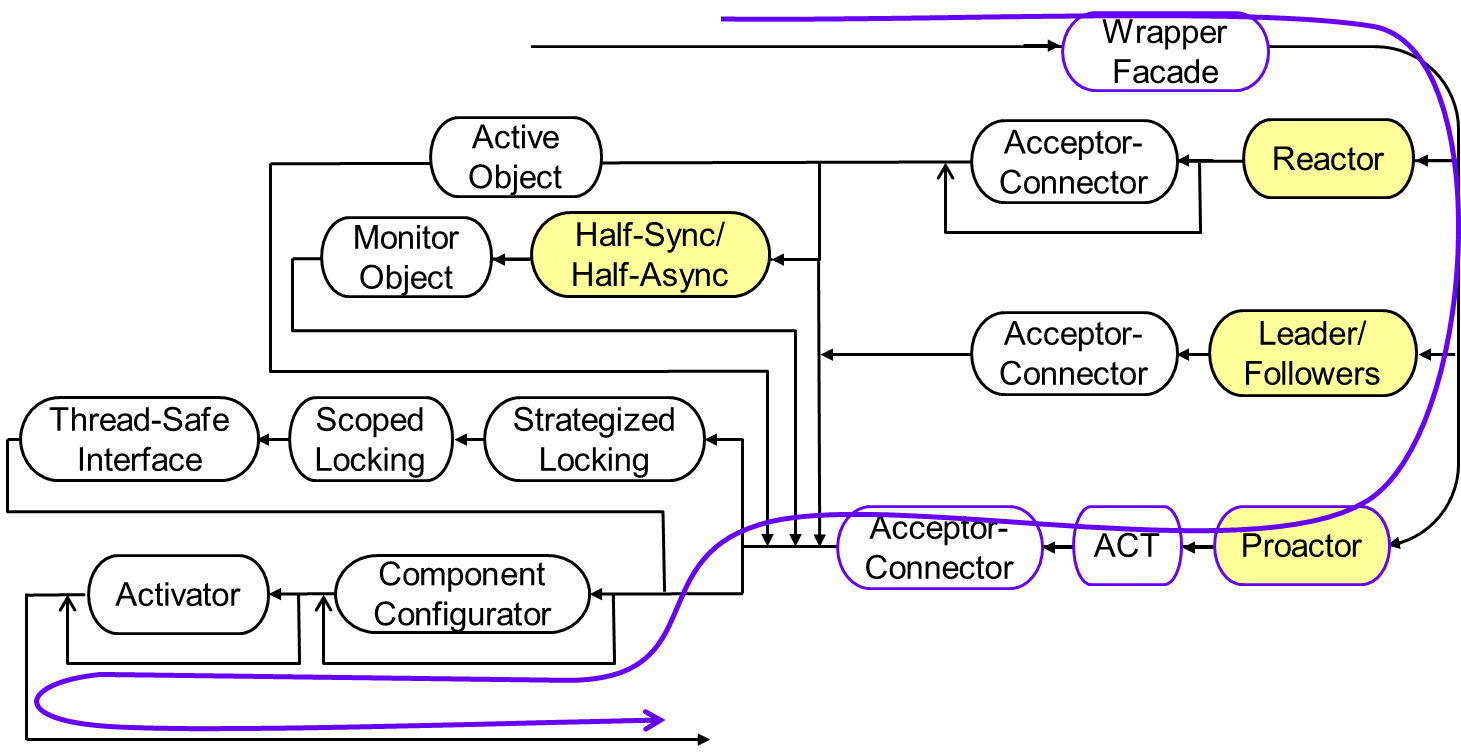 Wrapper
Facade
Active
Object
Acceptor-
Connector
Reactor
Monitor
Object
Half-Sync/
Half-Async
Acceptor-
Connector
Leader/
Followers
Thread-Safe
Interface
Scoped
Locking
Strategized
Locking
Acceptor-
Connector
ACT
Proactor
Activator
Component
Configurator